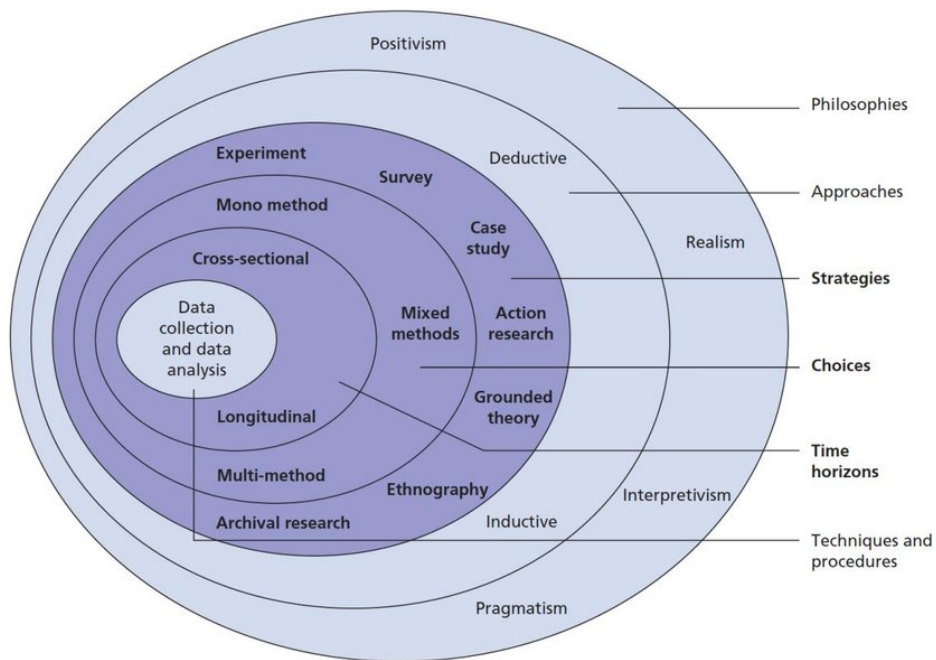 Positivism
Philosophies
Experiment
Deductive
Survey
Approaches
Mono method
Case
study
Realism
Cross-sectional
Strategies
Data
collection
and data
analysis
Mixed
methods
Action
research
Choices
Grounded
theory
Longitudinal
Time
horizons
Multi-method
Ethnography
Interpretivism
Archival research
Inductive
Techniques and
procedures
Pragmatism